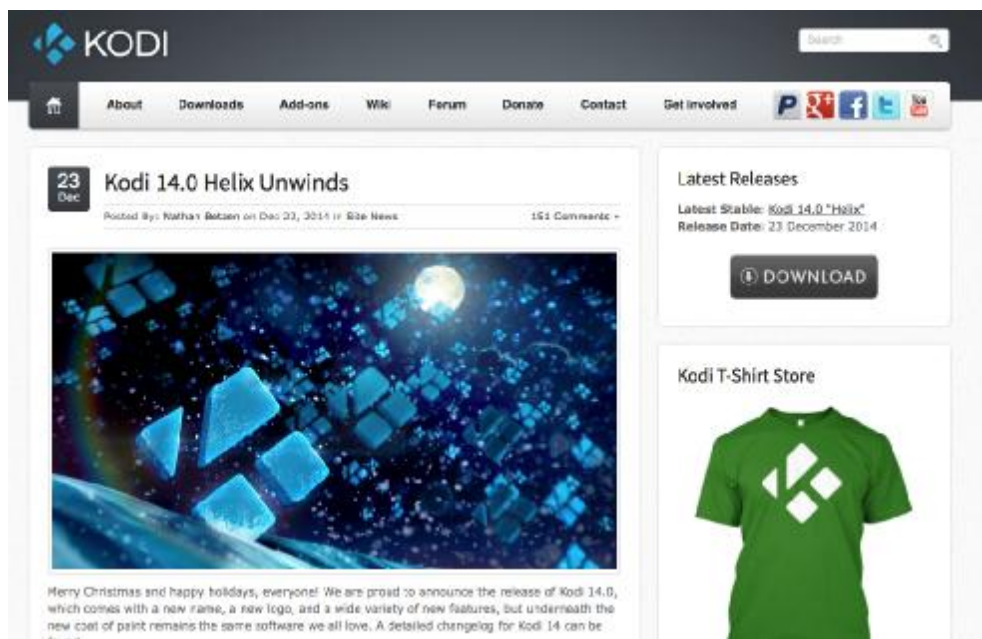 KODI
Search
About Downloads Add-ons Wiki Forum Donate Contact Get Involved
23
Dec
Kodi 14.0 Helix Unwinds
Posted By: Nathan Betzen on Dec 23, 2014 in Site News
151 Comments
Latest Releases
Latest Stable: Kodi 14.0 "Helix"
Release Date: 23 December 2014
DOWNLOAD
Kodi T-Shirt Store
Merry Christmas and happy holidays, everyone! We are proud to announce the release of Kodi 14.0,
which comes with a new name, a new logo, and a wide variety of new features, but underneath the
new coat of paint remains the same software we all love. A detailed changelog for Kodi 14 can be